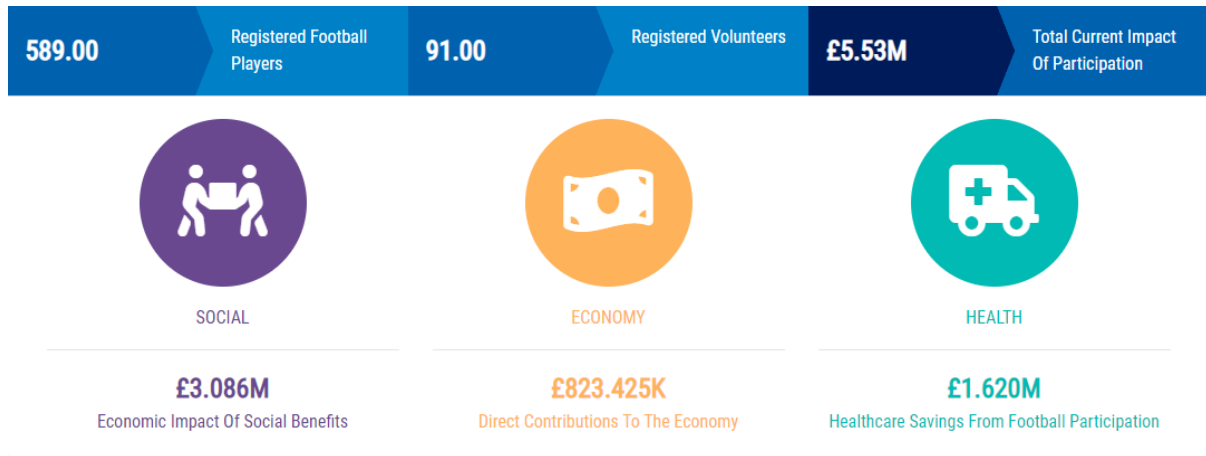 589.00
Registered Football
Players
91.00
Registered Volunteers
£5.53M
Total Current Impact
Of Participation
SOCIAL
ECONOMY
HEALTH
£3.086M
Economic Impact Of Social Benefits
£823.425K
Direct Contributions To The Economy
£1.620M
Healthcare Savings From Football Participation